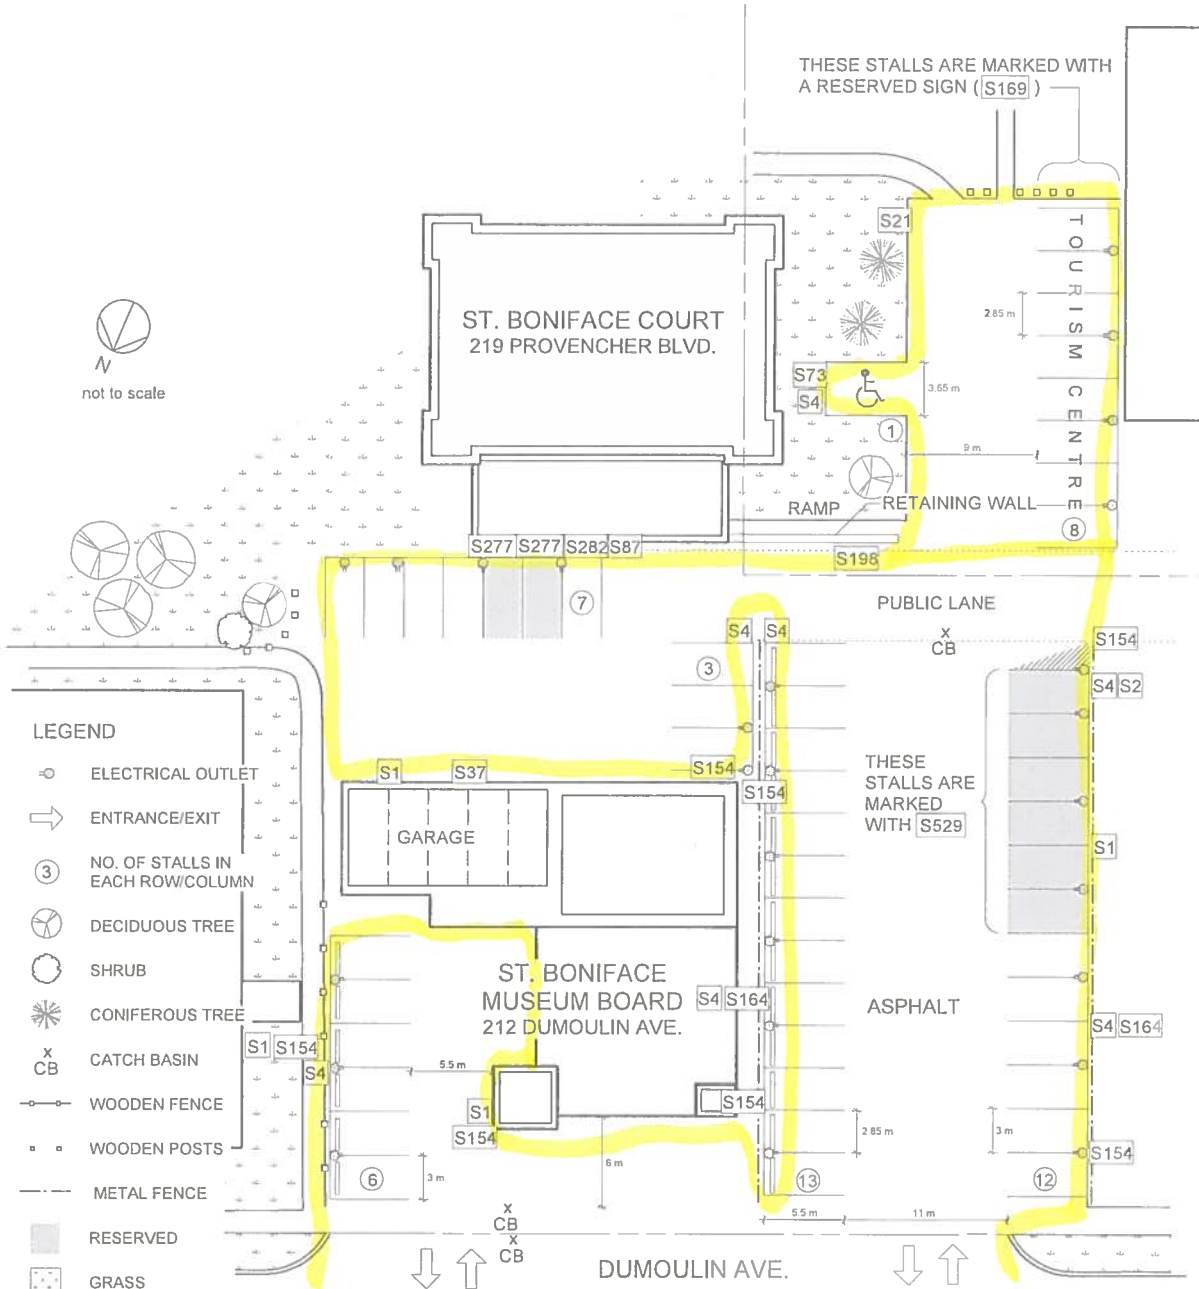 THESE STALLS ARE MARKED WITH
A RESERVED SIGN ( S169 )
S21
TOURISM CENTRE
2.85 m
ST. BONIFACE COURT
219 PROVENCHER BLVD.
N
not to scale
S73
S4
3.65 m
1
9 m
RAMP
RETAINING WALL
8
S277 S277 S282 S87
S198
7
PUBLIC LANE
x
CB
S4 S4
S154
3
S4 S2
LEGEND
ELECTRICAL OUTLET
ENTRANCE/EXIT
3 NO. OF STALLS IN
EACH ROW/COLUMN
DECIDUOUS TREE
SHRUB
CONIFEROUS TREE
x
CB CATCH BASIN
WOODEN FENCE
WOODEN POSTS
METAL FENCE
RESERVED
GRASS
S1 S37
S154
S154
THESE
STALLS ARE
MARKED
WITH S529
GARAGE
S1
ST. BONIFACE
MUSEUM BOARD
212 DUMOULIN AVE.
S4 S164
ASPHALT
S4 S164
S1 S154
S4
5.5 m
S1
S154
S154
2 85 m
3 m
S154
6
3 m
6 m
13
12
5.5 m
11 m
x
CB
x
CB
DUMOULIN AVE.